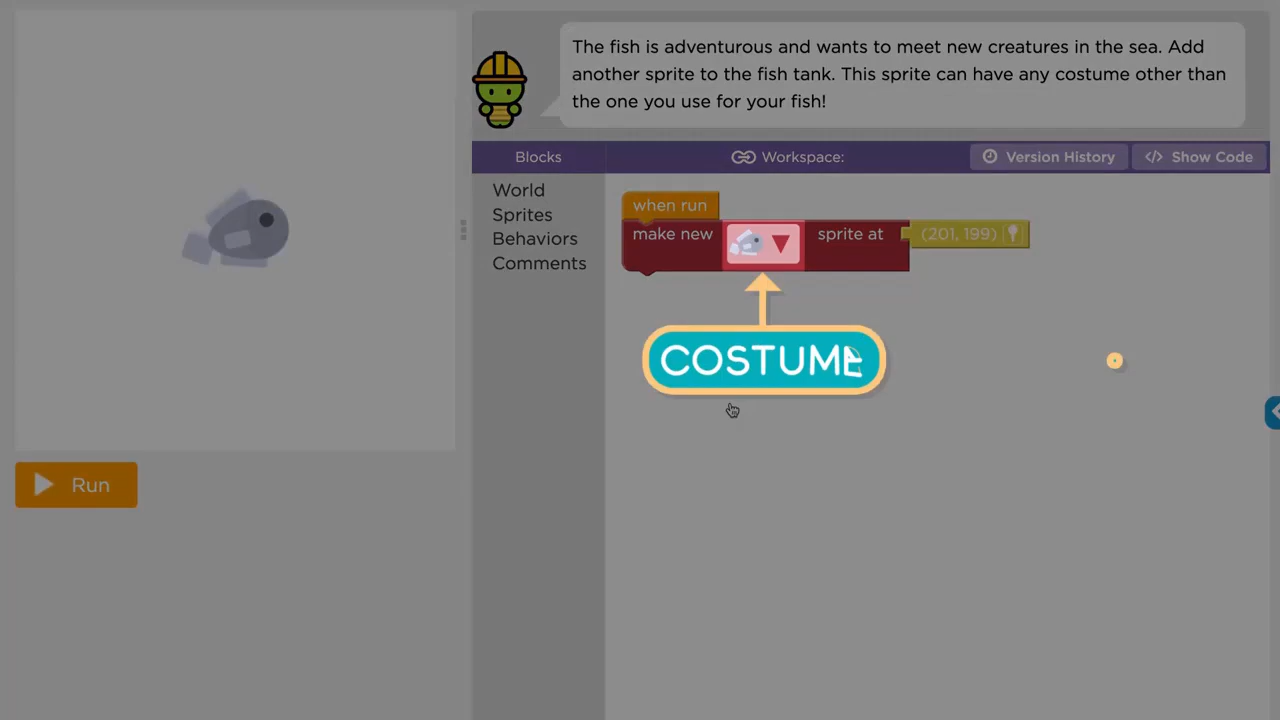 The fish is adventurous and wants to meet new creatures in the sea. Add
another sprite to the fish tank. This sprite can have any costume other than
the one you use for your fish!
Blocks
Workspace:
Version History
</> Show Code
World
Sprites
Behaviors
Comments
when run
make new
sprite at
(201, 199)
COSTUME
Run